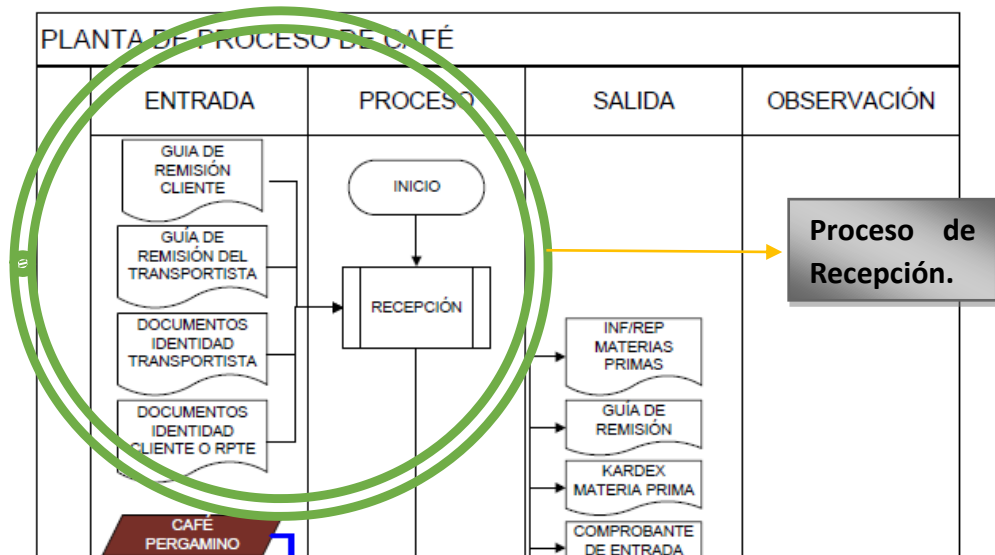 PLANTA DE PROCESO DE CAFÉ
ENTRADA
PROCESO
SALIDA
OBSERVACIÓN
GUIA DE
REMISIÓN
CLIENTE
GUÍA DE
REMISIÓN DEL
TRANSPORTISTA
DOCUMENTOS
IDENTIDAD
TRANSPORTISTA
DOCUMENTOS
IDENTIDAD
CLIENTE O RPTE
CAFÉ
PERGAMINO
INICIO
RECEPCIÓN
INF/REP
MATERIAS
PRIMAS
GUÍA DE
REMISIÓN
KARDEX
MATERIA PRIMA
COMPROBANTE
DE ENTRADA
Proceso de
Recepción.